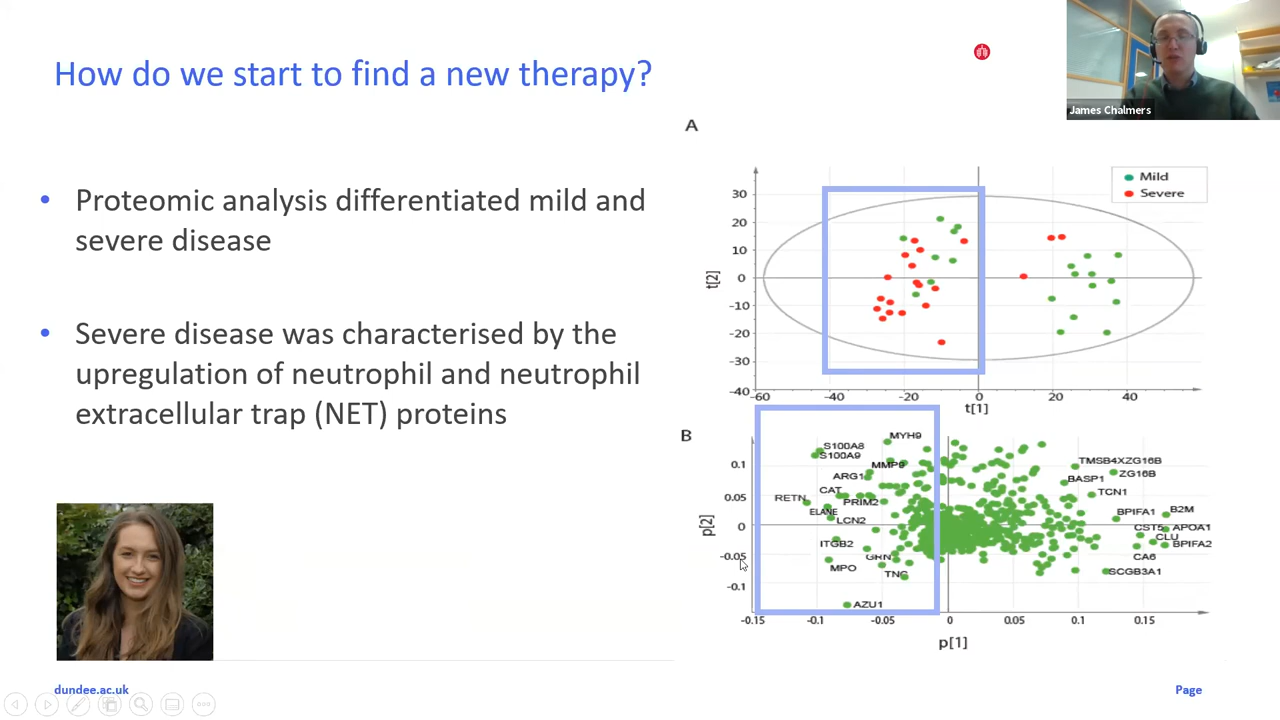 How do we start to find a new therapy?
James Chalmers
• Proteomic analysis differentiated mild and
severe disease
• Severe disease was characterised by the
upregulation of neutrophil and neutrophil
extracellular trap (NET) proteins
A
Mild
Severe
t[2]
30
20
10
0
-10
-20
-30
-40
-60 -40 -20 0 20 40
t[1]
B
p[2]
0.1
0.05
0
-0.05
-0.1
MYH9
S100A8
S100A9
MMP9
ARG1
CAT
RETN
PRIM2
ELANE
LCN2
ITGB2
GRN
MPO
TNC
AZU1
TMSB4XZG16B
ZG16B
BASP1
TCN1
BPIFA1
B2M
CST5
APOA1
CLU
BPIFA2
CA6
SCGB3A1
-0.15 -0.1 -0.05 0 0.05 0.1 0.15
p[1]
dundee.ac.uk
Page